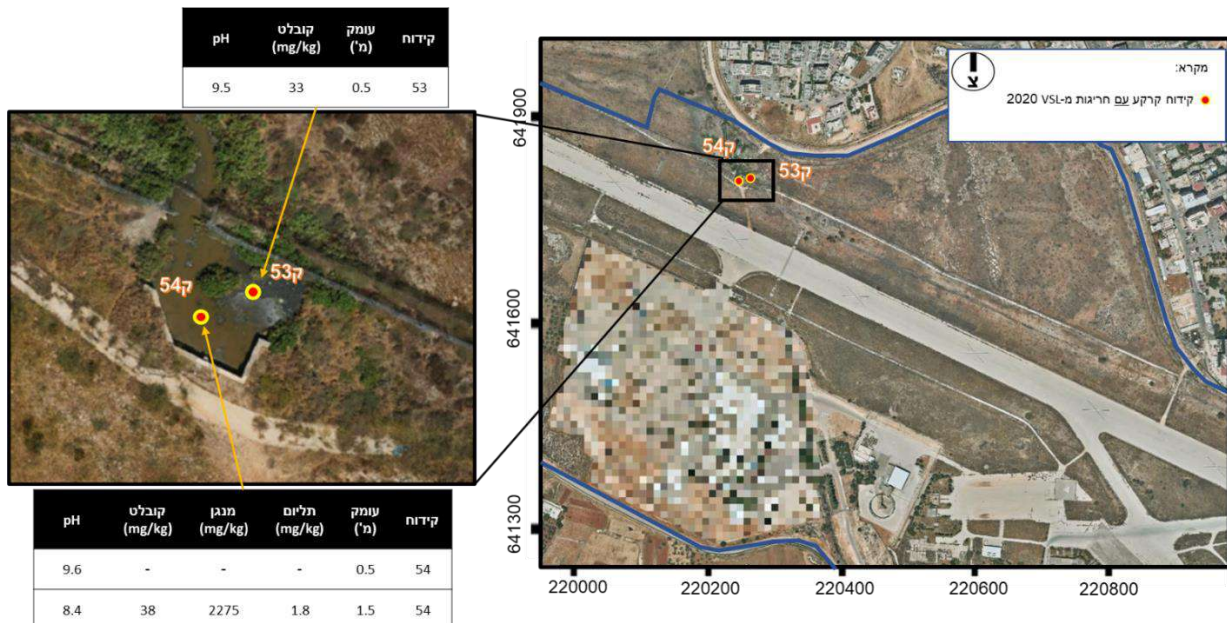 קידוח	עומק (מ')	קובלט (mg/kg)	pH
53	0.5	33	9.5
מקרא:
קידוח קרקע עם חריגות מ-VSL 2020
צ
ק54
ק53
641900
641600
641300
220000	220200	220400	220600	220800
ק53
ק54
קידוח	עומק (מ')	תליום (mg/kg)	מנגן (mg/kg)	קובלט (mg/kg)	pH
54	0.5	-	-	-	9.6
54	1.5	1.8	2275	38	8.4